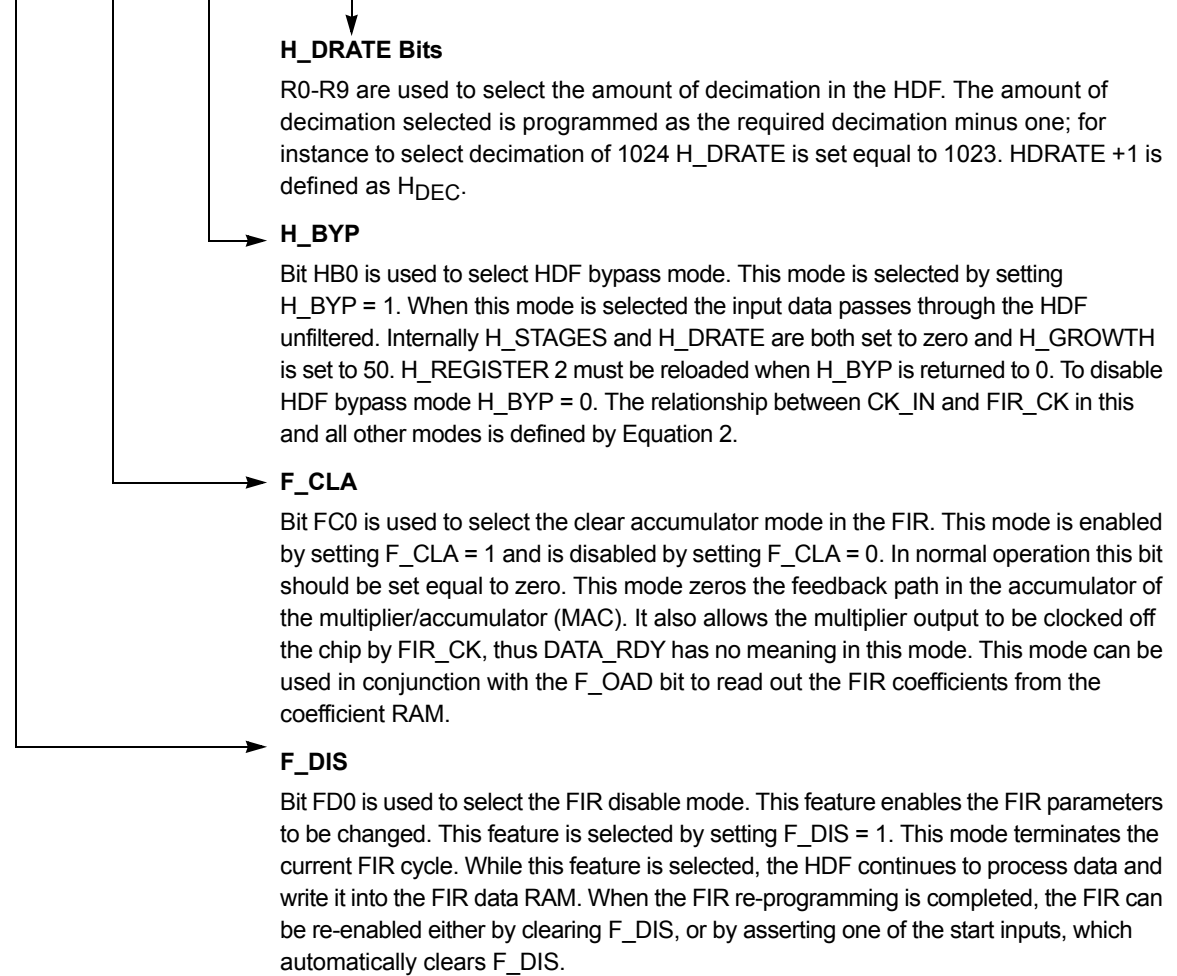 H_DRATE Bits
R0-R9 are used to select the amount of decimation in the HDF. The amount of
decimation selected is programmed as the required decimation minus one; for
instance to select decimation of 1024 H_DRATE is set equal to 1023. HDRATE +1 is
defined as HDEC.
H_BYP
Bit HB0 is used to select HDF bypass mode. This mode is selected by setting
H_BYP = 1. When this mode is selected the input data passes through the HDF
unfiltered. Internally H_STAGES and H_DRATE are both set to zero and H_GROWTH
is set to 50. H_REGISTER 2 must be reloaded when H_BYP is returned to 0. To disable
HDF bypass mode H_BYP = 0. The relationship between CK_IN and FIR_CK in this
and all other modes is defined by Equation 2.
F_CLA
Bit FC0 is used to select the clear accumulator mode in the FIR. This mode is enabled
by setting F_CLA = 1 and is disabled by setting F_CLA = 0. In normal operation this bit
should be set equal to zero. This mode zeros the feedback path in the accumulator of
the multiplier/accumulator (MAC). It also allows the multiplier output to be clocked off
the chip by FIR_CK, thus DATA_RDY has no meaning in this mode. This mode can be
used in conjunction with the F_OAD bit to read out the FIR coefficients from the
coefficient RAM.
F_DIS
Bit FD0 is used to select the FIR disable mode. This feature enables the FIR parameters
to be changed. This feature is selected by setting F_DIS = 1. This mode terminates the
current FIR cycle. While this feature is selected, the HDF continues to process data and
write it into the FIR data RAM. When the FIR re-programming is completed, the FIR can
be re-enabled either by clearing F_DIS, or by asserting one of the start inputs, which
automatically clears F_DIS.